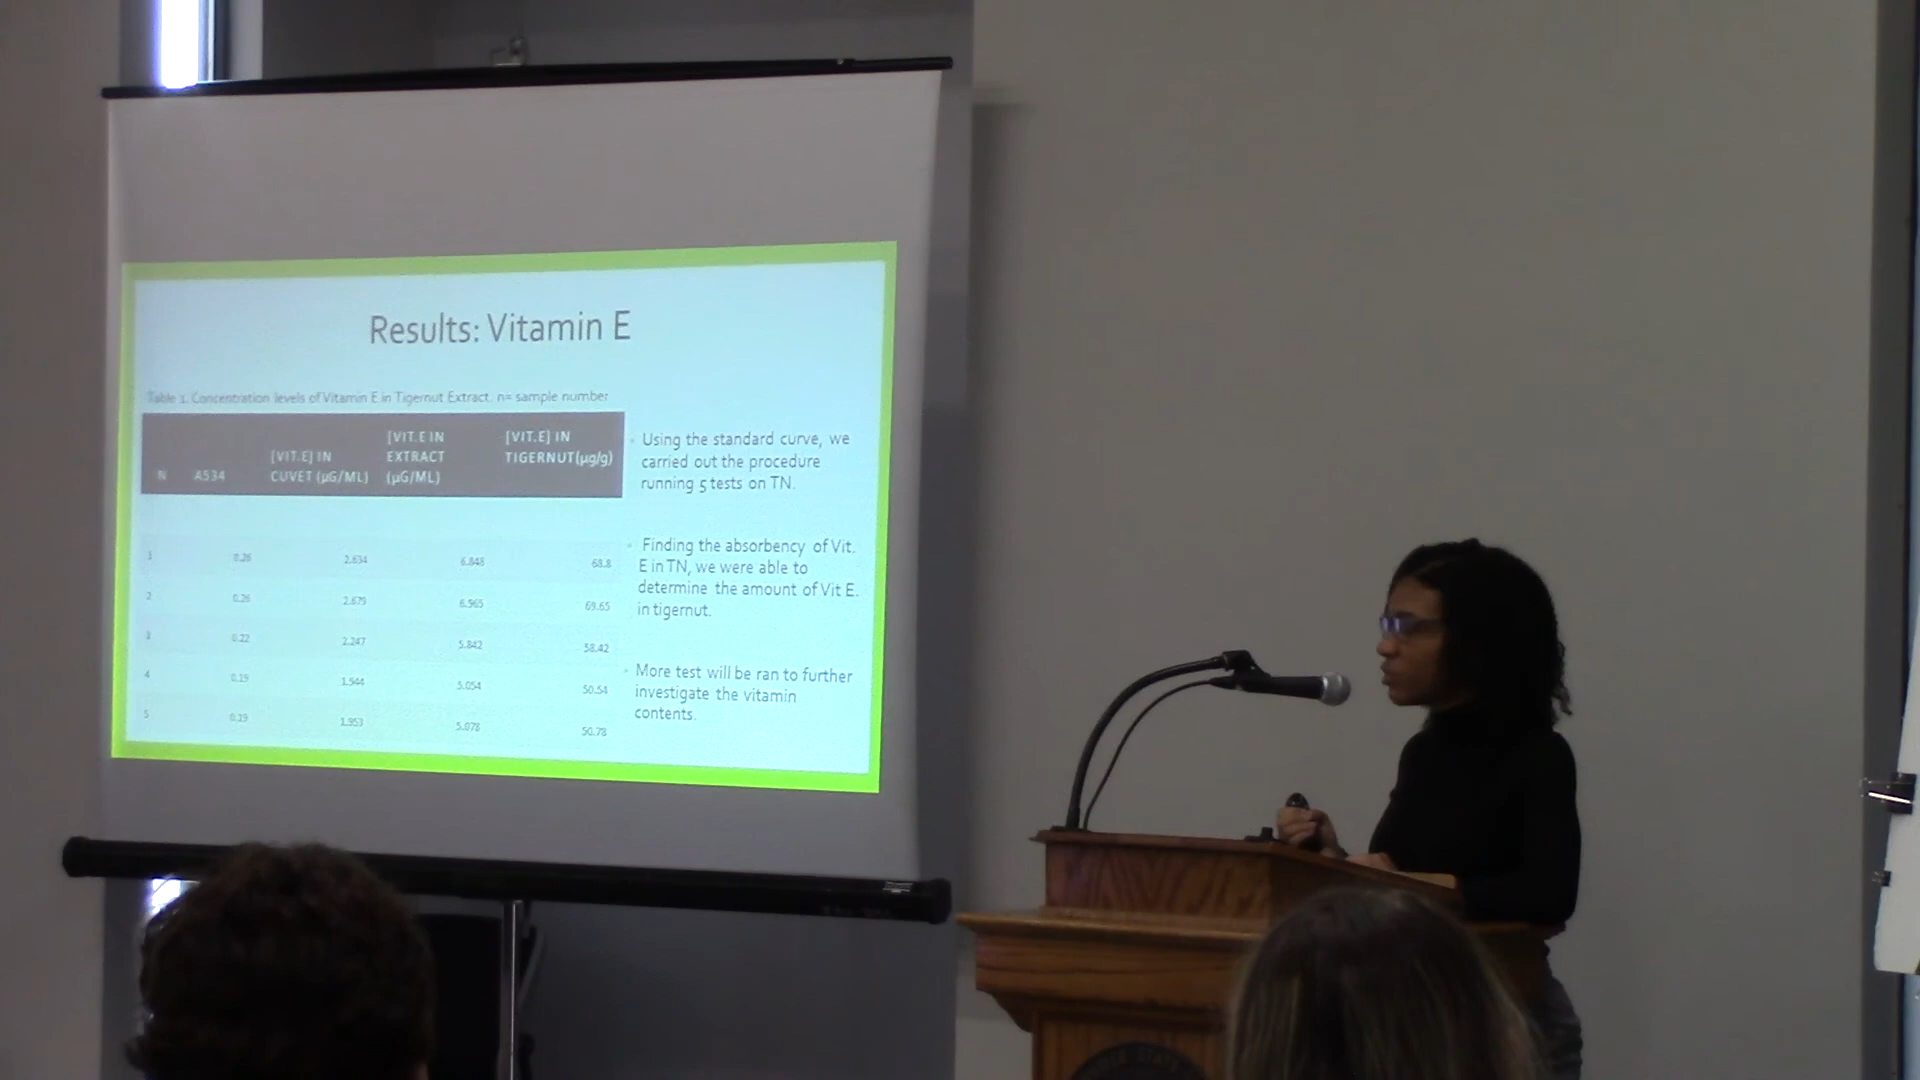 Results: Vitamin E
Table 1. Concentration levels of Vitamin E in Tigernut Extract. n= sample number
N A534 [VIT.E] IN CUVET (µG/ML) [VIT.E IN EXTRACT (µG/ML) [VIT.E] IN TIGERNUT(µg/g)
1 0.26 2.634 6.848 68.8
2 0.26 2.679 6.965 69.65
3 0.22 2.247 5.842 58.42
4 0.19 1.944 5.054 50.54
5 0.19 1.953 5.078 50.78
Using the standard curve, we
carried out the procedure
running 5 tests on TN.
Finding the absorbency of Vit.
E in TN, we were able to
determine the amount of Vit E.
in tigernut.
More test will be ran to further
investigate the vitamin
contents.